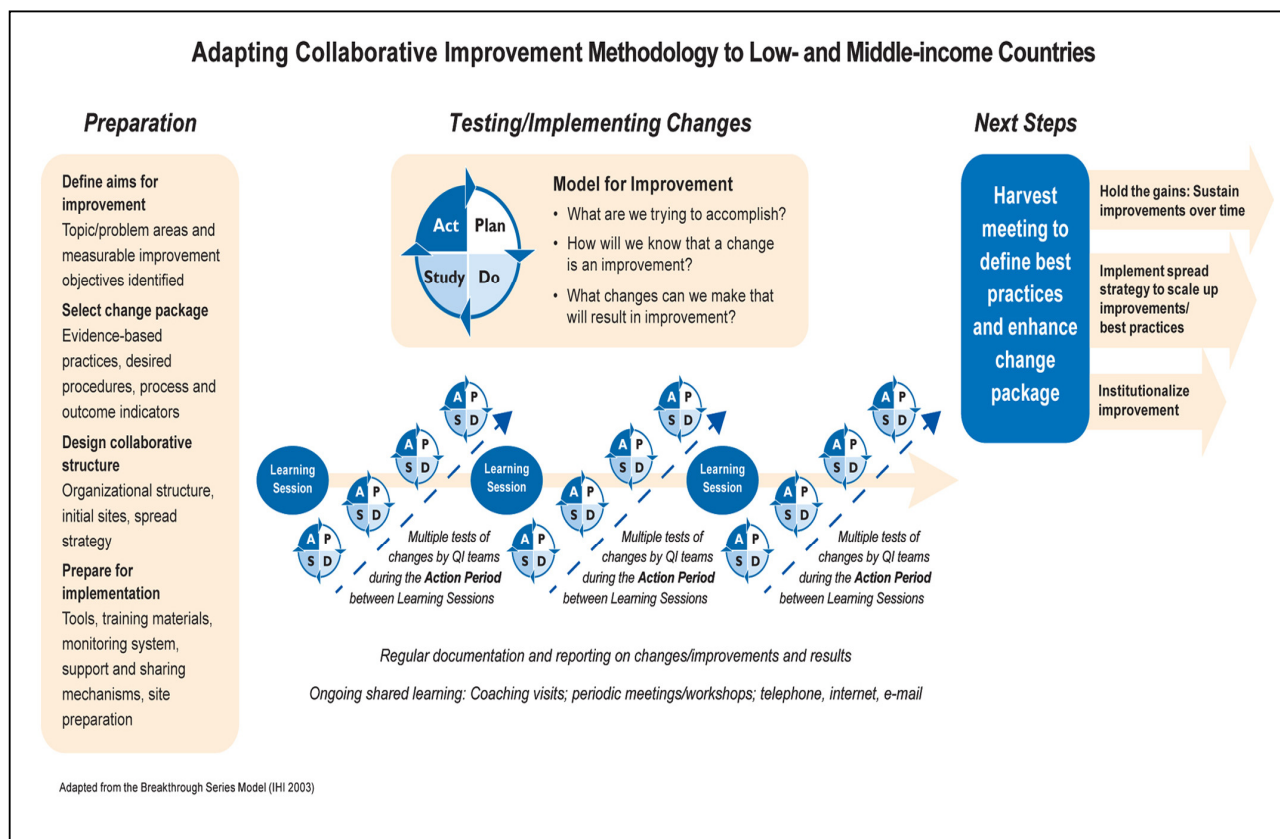 Adapting Collaborative Improvement Methodology to Low- and Middle-income Countries
Preparation
Define aims for
improvement
Topic/problem areas and
measurable improvement
objectives identified
Select change package
Evidence-based
practices, desired
procedures, process and
outcome indicators
Design collaborative
structure
Organizational structure,
initial sites, spread
strategy
Prepare for
implementation
Tools, training materials,
monitoring system,
support and sharing
mechanisms, site
preparation
Testing/Implementing Changes
Act
Plan
Study
Do
Model for Improvement
• What are we trying to accomplish?
• How will we know that a change
is an improvement?
• What changes can we make that
will result in improvement?
Learning
Session
A P
S D
A P
S D
A P
S D
A P
S D
Multiple tests of
changes by QI teams
during the Action Period
between Learning Sessions
Learning
Session
A P
S D
A P
S D
A P
S D
A P
S D
Multiple tests of
changes by QI teams
during the Action Period
between Learning Sessions
Learning
Session
A P
S D
A P
S D
A P
S D
A P
S D
Multiple tests of
changes by QI teams
during the Action Period
between Learning Sessions
Regular documentation and reporting on changes/improvements and results
Ongoing shared learning: Coaching visits; periodic meetings/workshops; telephone, internet, e-mail
Next Steps
Harvest
meeting to
define best
practices
and enhance
change
package
Hold the gains: Sustain
improvements over time
Implement spread
strategy to scale up
improvements/
best practices
Institutionalize
improvement
Adapted from the Breakthrough Series Model (IHI 2003)